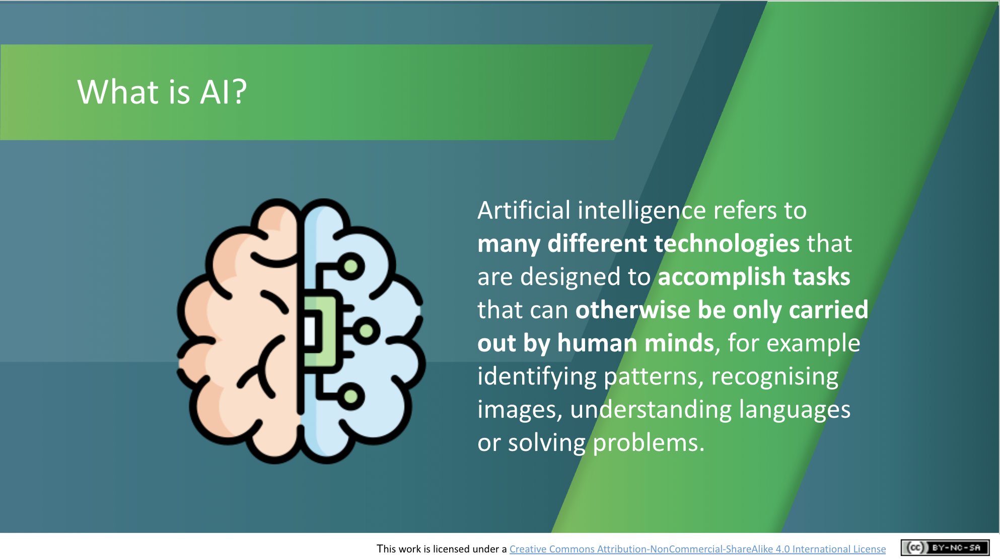 What is AI?
Artificial intelligence refers to
many different technologies that
are designed to accomplish tasks
that can otherwise be only carried
out by human minds, for example
identifying patterns, recognising
images, understanding languages
or solving problems.
This work is licensed under a Creative Commons Attribution-NonCommercial-ShareAlike 4.0 International License
cc BY-NC-SA